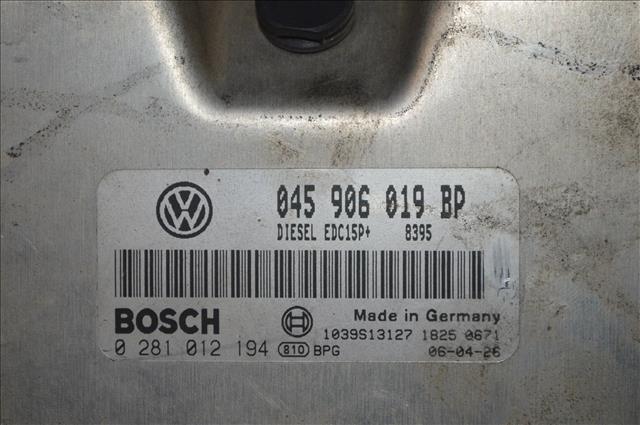 045 906 019 BP
DIESEL EDC15P+ 8395
BOSCH
Made in Germany
1039S13127 1825 0671
0 281 012 194 810 BPG 06-04-26